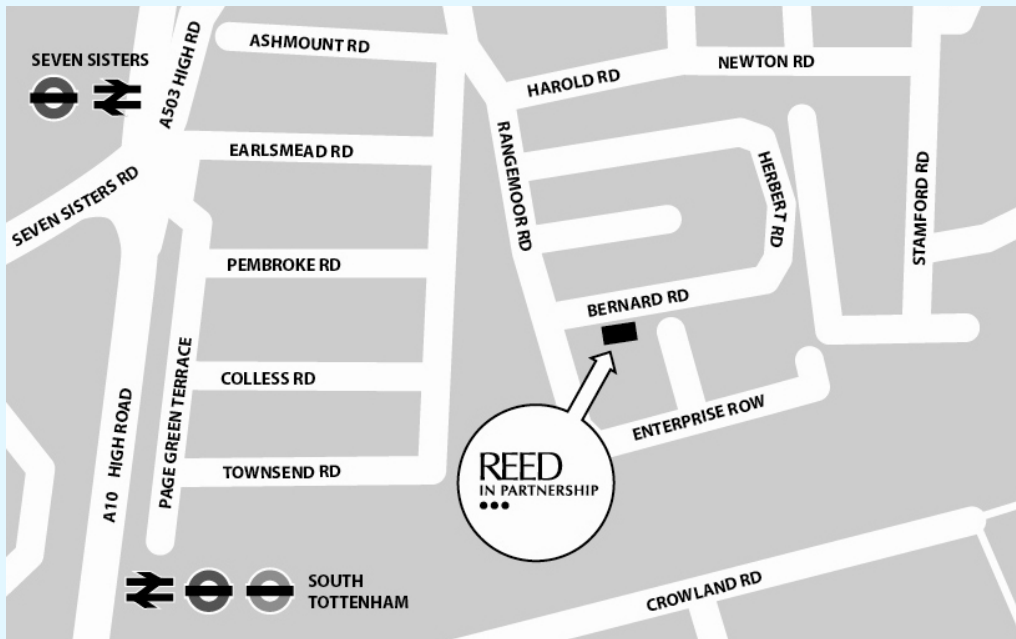 ASHMOUNT RD
SEVEN SISTERS
A503 HIGH RD
HAROLD RD
NEWTON RD
EARLSMEAD RD
RANGEMOOR RD
HERBERT RD
STAMFORD RD
SEVEN SISTERS RD
PEMBROKE RD
BERNARD RD
PAGE GREEN TERRACE
COLLESS RD
A10 HIGH ROAD
ENTERPRISE ROW
TOWNSEND RD
REED
IN PARTNERSHIP
SOUTH
TOTTENHAM
CROWLAND RD